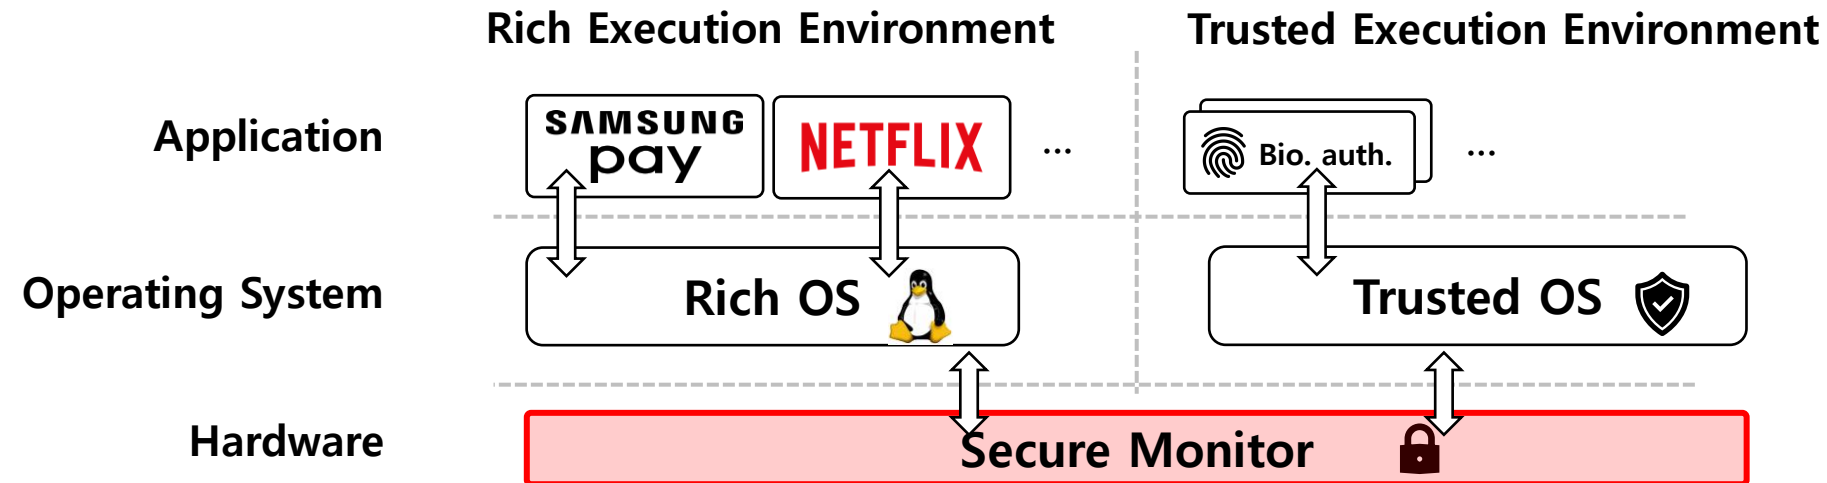 Rich Execution Environment
Trusted Execution Environment
Application
SAMSUNG
pay
NETFLIX
...
Bio. auth.
...
Operating System
Rich OS
Trusted OS
Hardware
Secure Monitor